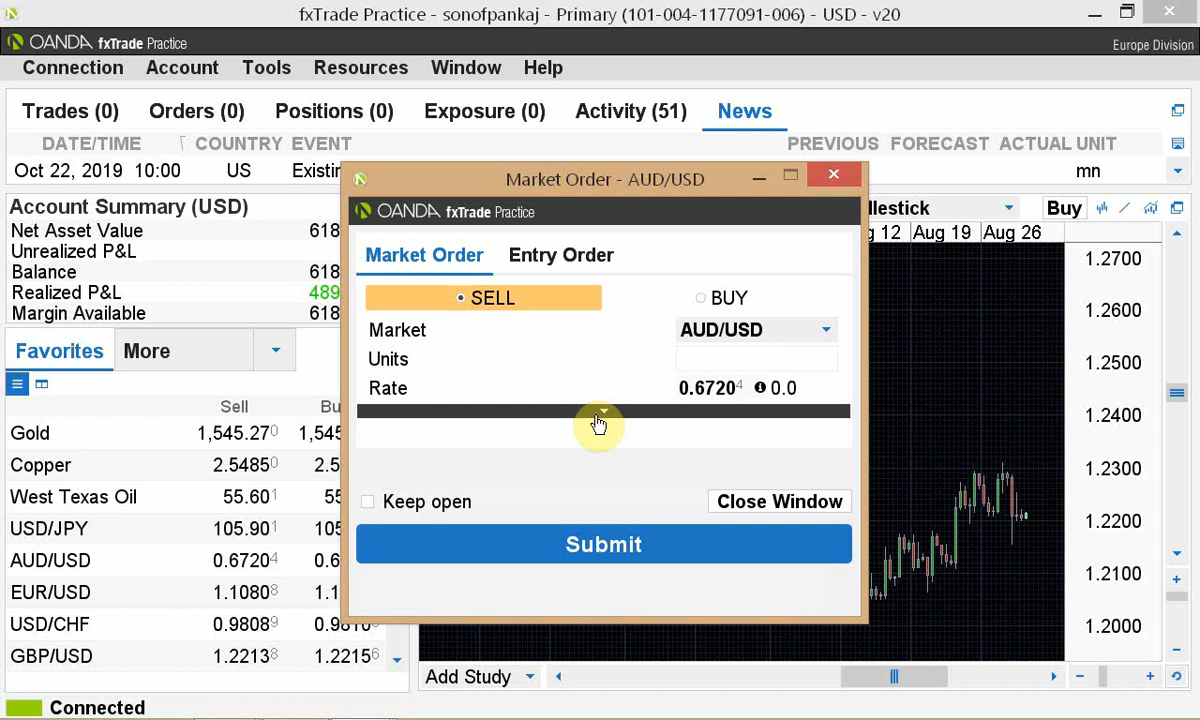 fxTrade Practice - sonofpankaj - Primary (101-004-1177091-006) - USD - v20
OANDA fxTrade Practice
Europe Division
Connection Account Tools Resources Window Help
Trades (0) Orders (0) Positions (0) Exposure (0) Activity (51) News
DATE/TIME COUNTRY EVENT PREVIOUS FORECAST ACTUAL UNIT
Oct 22, 2019 10:00 US mn
Account Summary (USD)
Net Asset Value 618
Unrealized P&L
Balance 618
Realized P&L 489
Margin Available 618
Favorites More
Sell
Gold 1,545.270 1,545
Copper 2.54850 2.5
West Texas Oil 55.601 55
USD/JPY 105.901 105
AUD/USD 0.67204 0.6
EUR/USD 1.10808 1.1
USD/CHF 0.98089
GBP/USD 1.22138 1.22156
Connected
Market Order - AUD/USD
OANDA fxTrade Practice
Market Order Entry Order
SELL BUY
Market AUD/USD
Units
Rate 0.67204 0.0
Keep open Close Window
Submit
Buy
Aug 19 Aug 26
1.2700
1.2600
1.2500
1.2400
1.2300
1.2200
1.2100
1.2000
Add Study